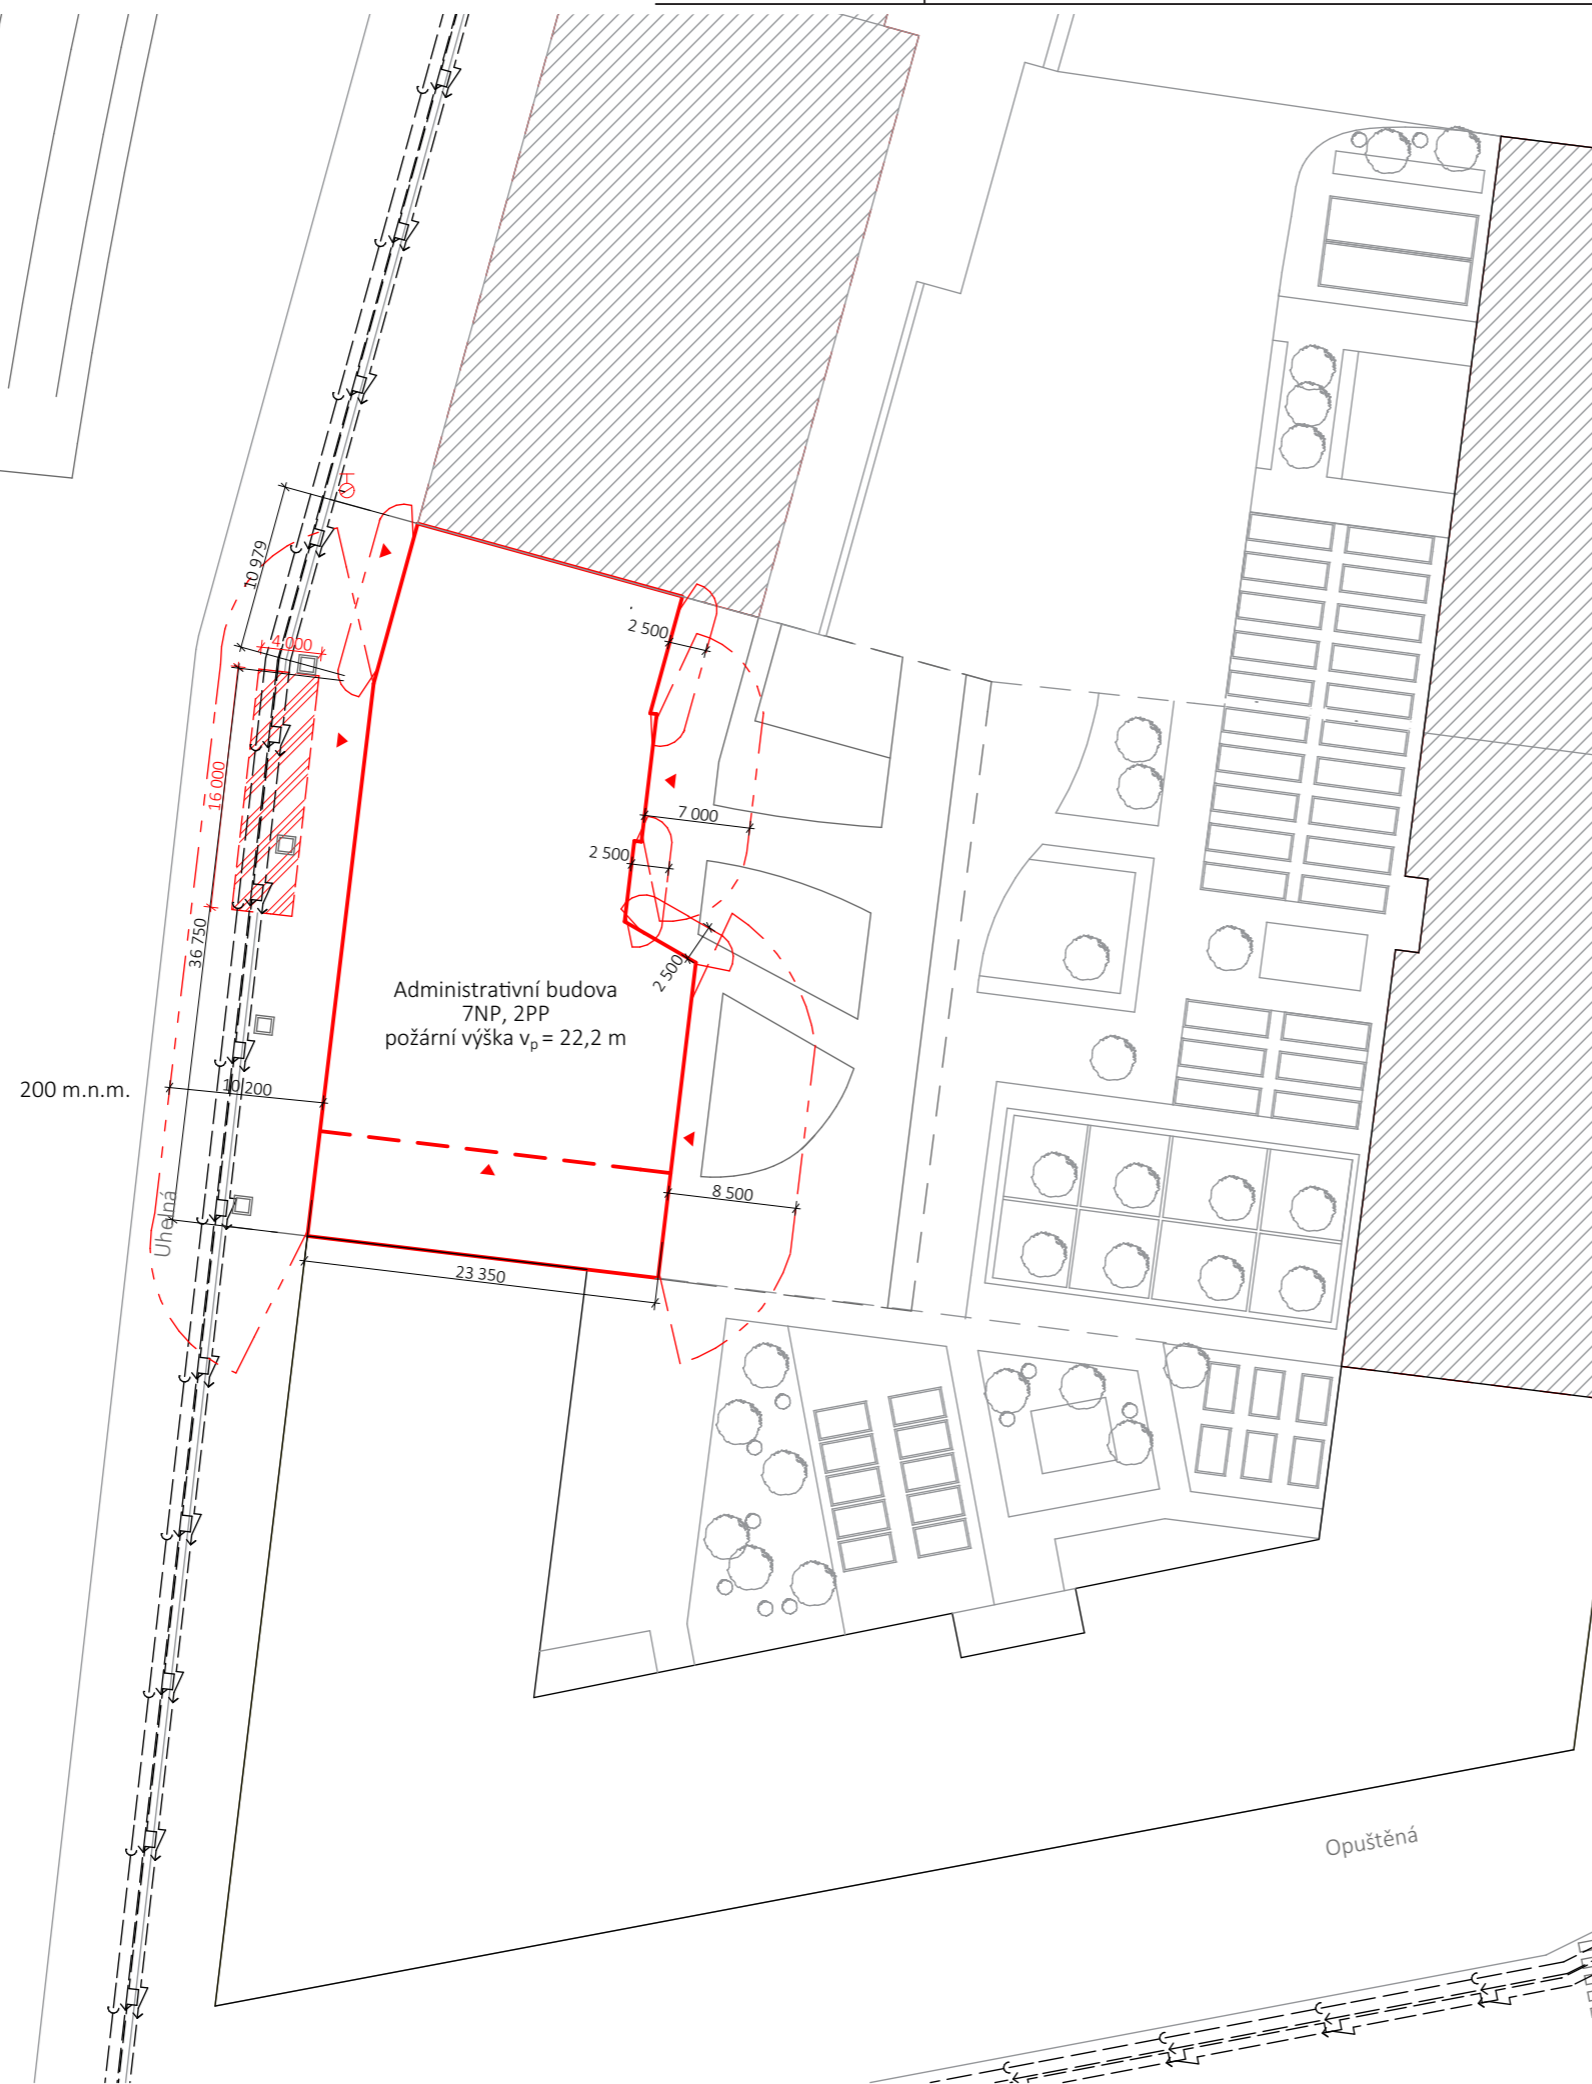 10 979
4 000
2 500
16 000
7 000
2 500
36 750
2 500
Administrativní budova
7NP, 2PP
požární výška vp = 22,2 m
200 m.n.m.
10 200
Uhelná
8 500
23 350
Opuštěná